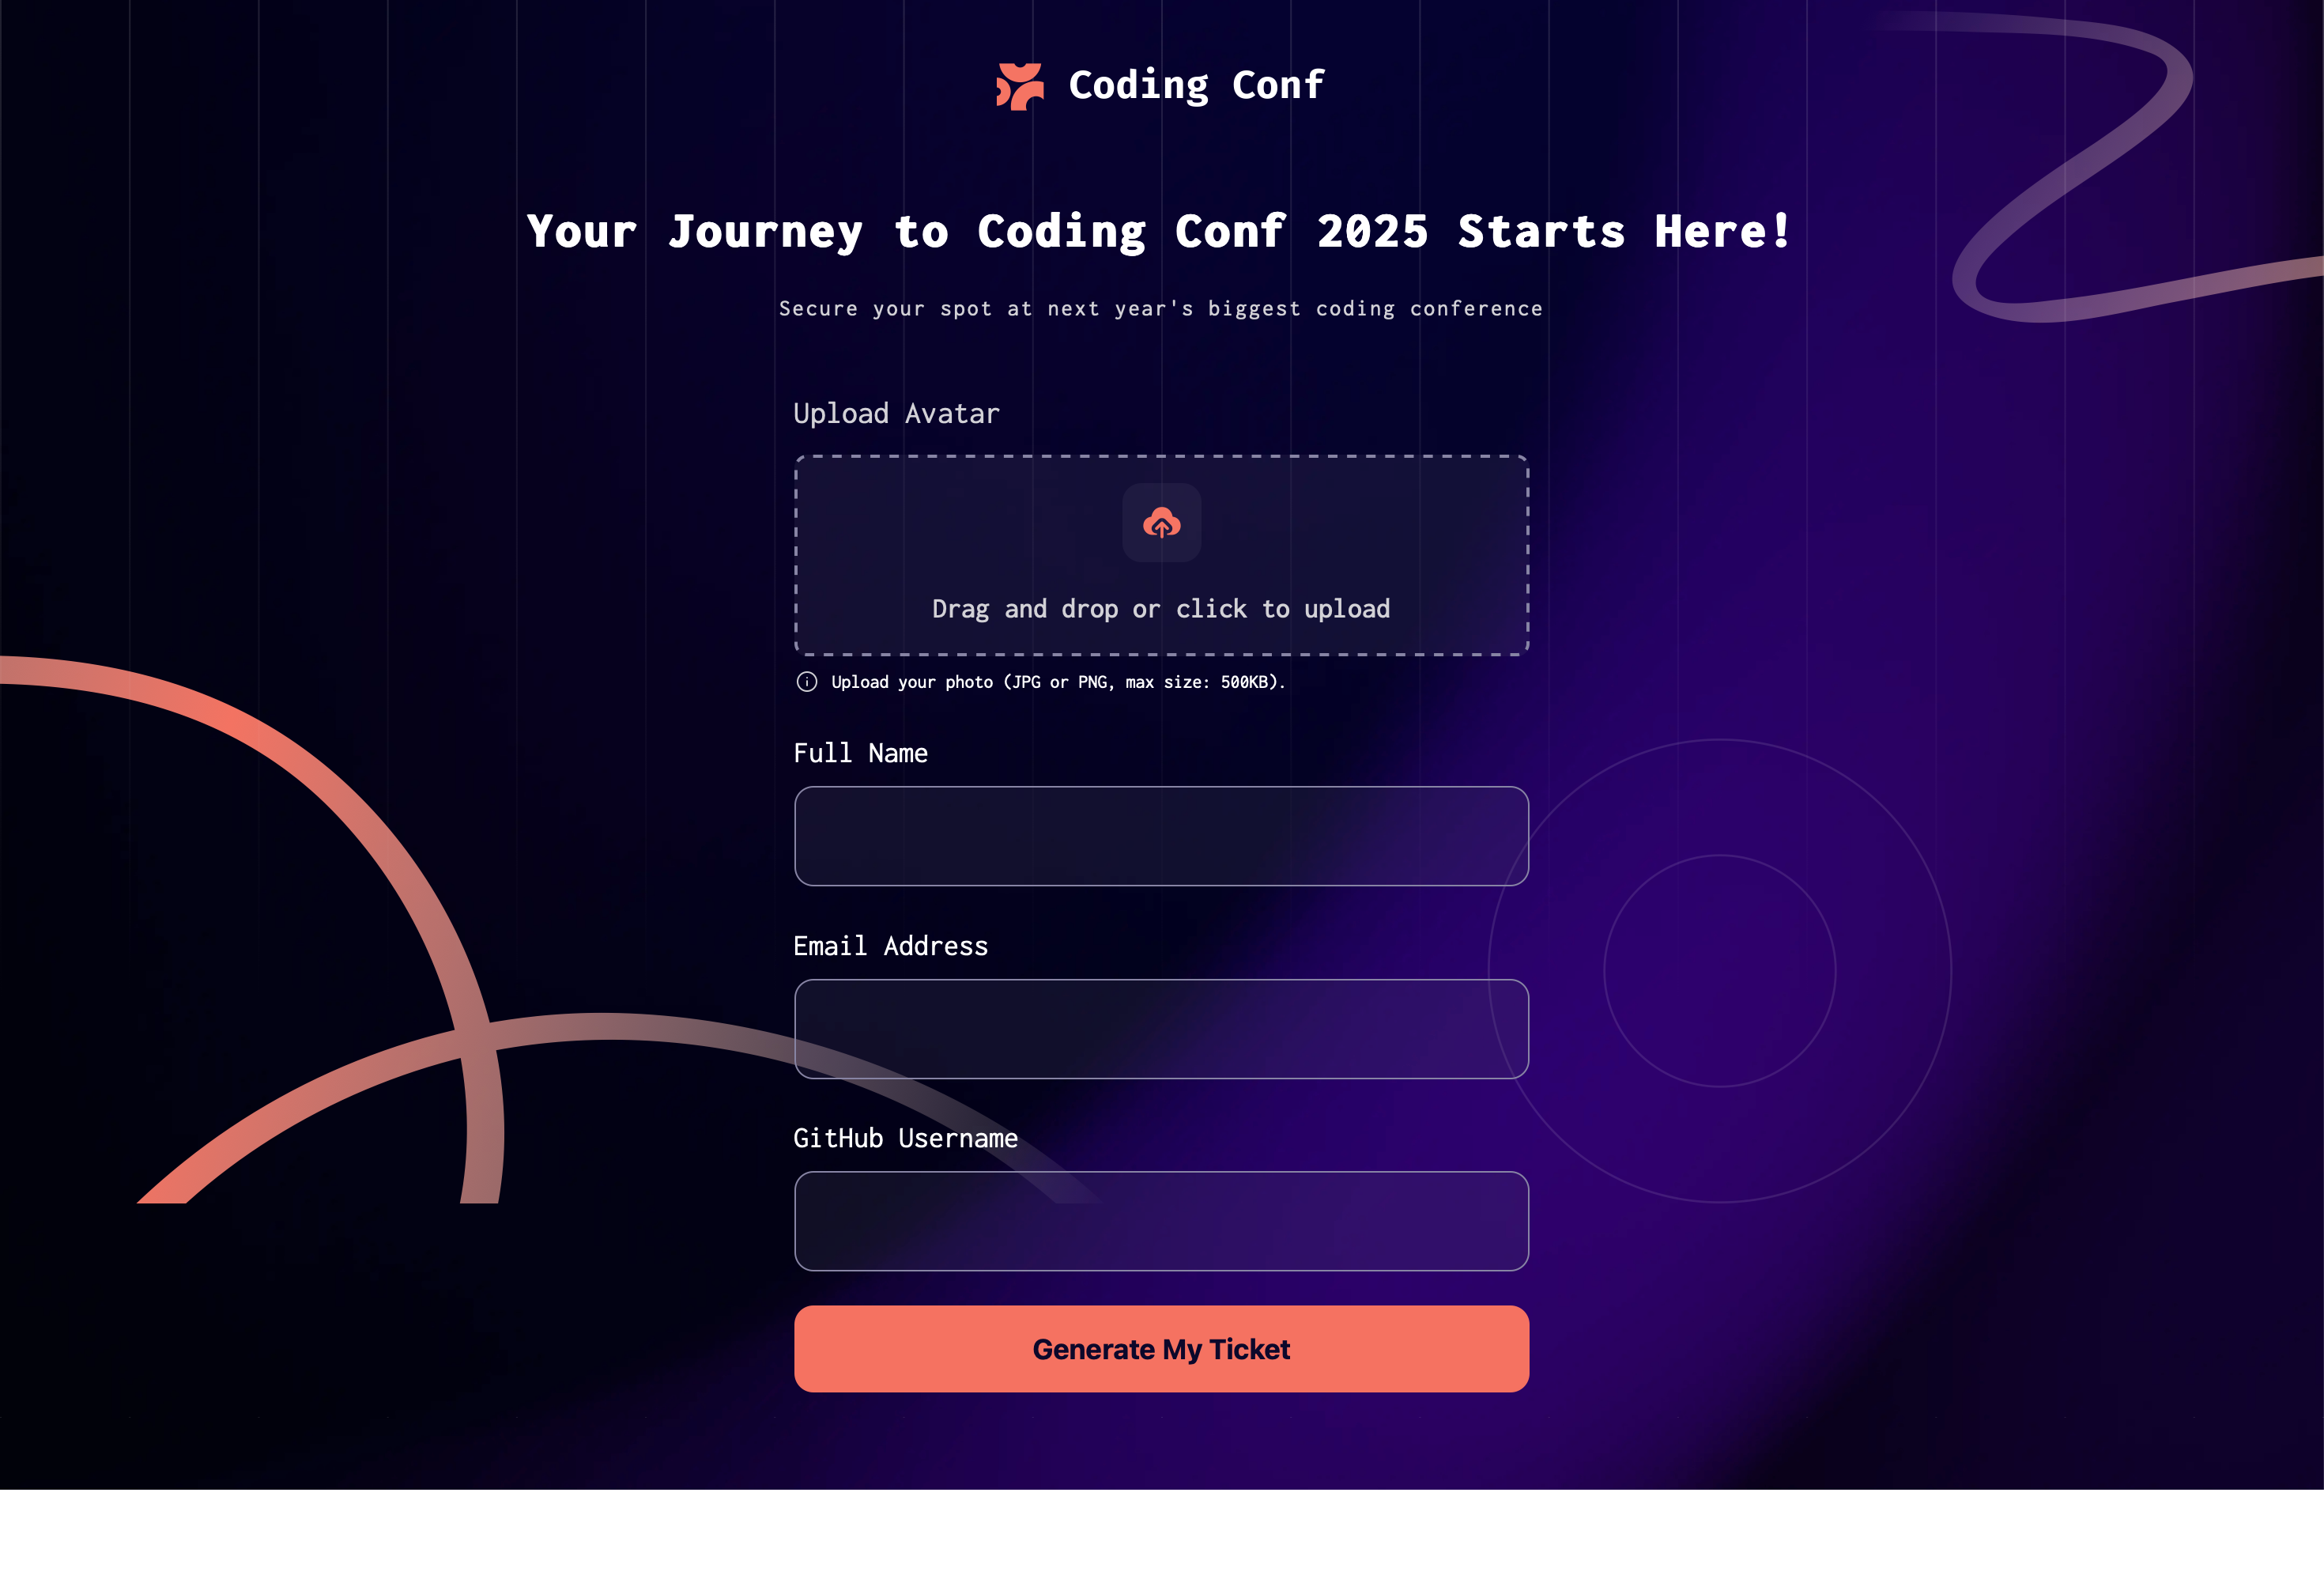 Coding Conf
Your Journey to Coding Conf 2025 Starts Here!
Secure your spot at next year's biggest coding conference
Upload Avatar
Drag and drop or click to upload
Upload your photo (JPG or PNG, max size: 500KB).
Full Name
Email Address
GitHub Username
Generate My Ticket